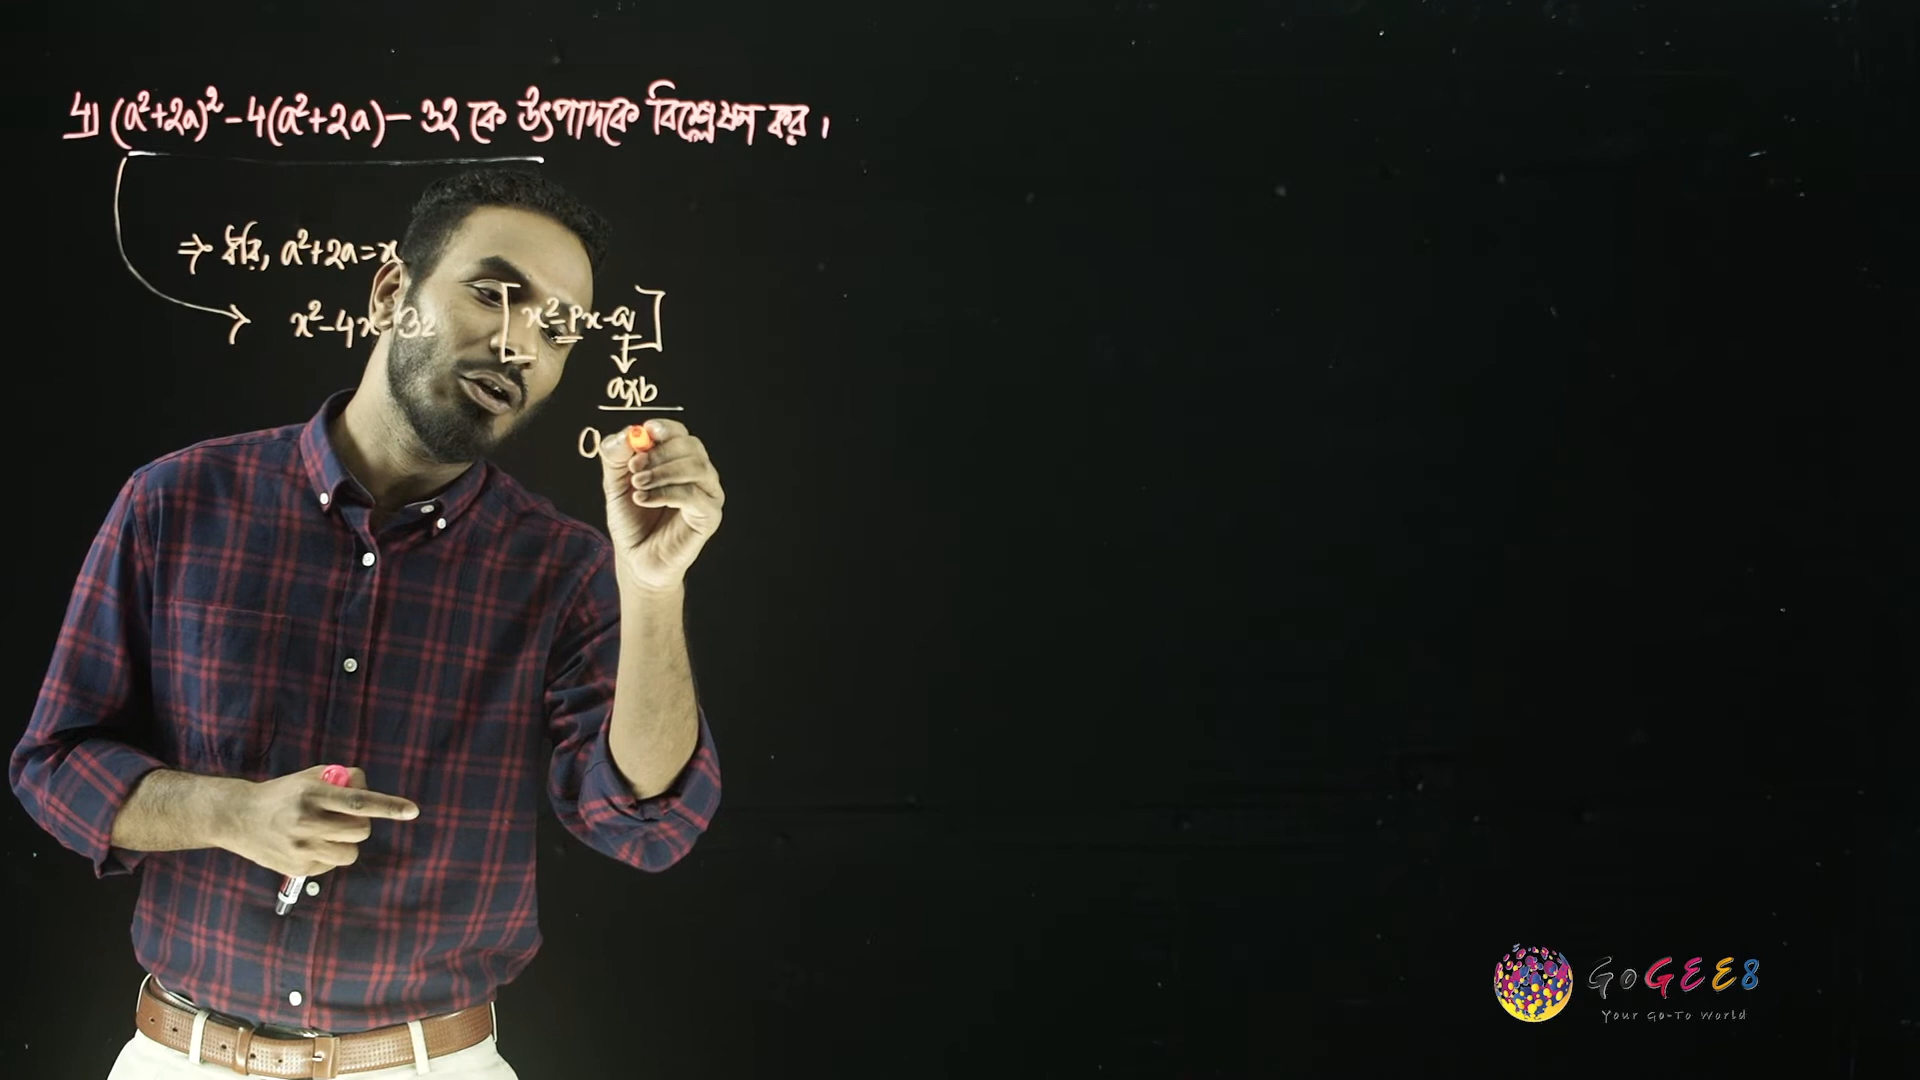 4) (a²+2a)²-4(a²+2a)-32 কে উৎপাদকে বিশ্লেষণ কর।
⇒ ধরি, a²+2a=x
x²-4x-32 [x²-px-q]
a×b
a
GoGEE8
Your Go-To World